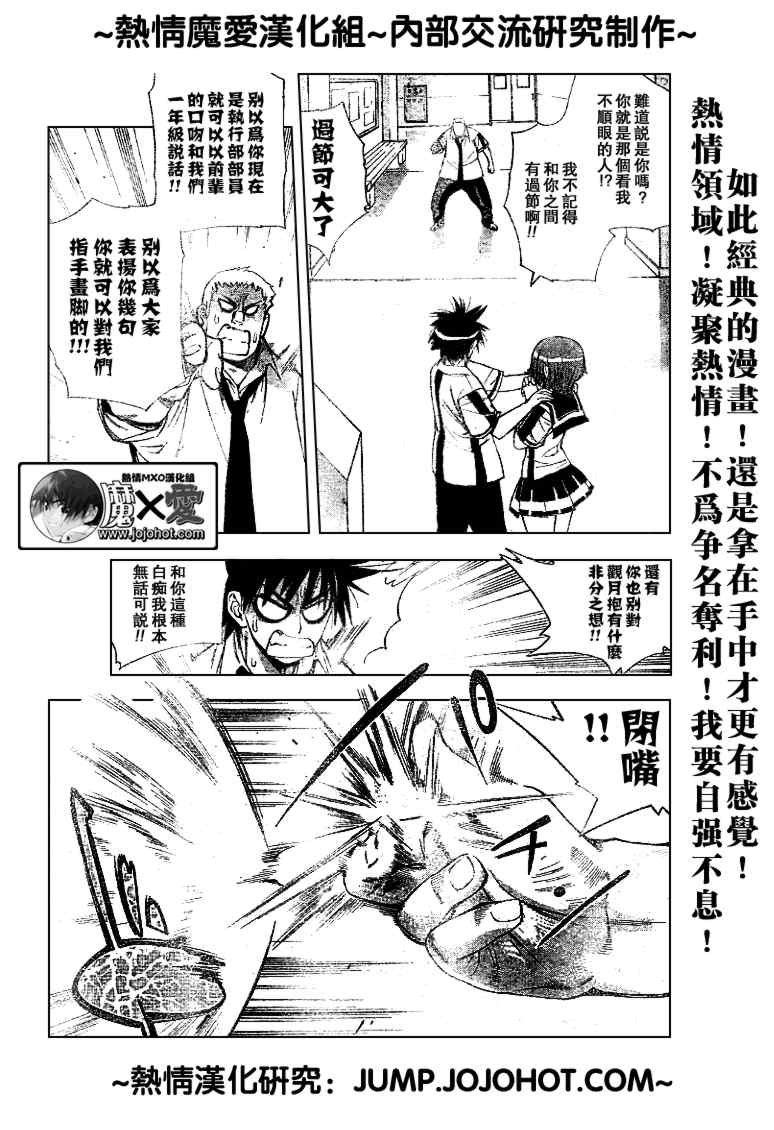 ~熱情魔愛漢化組~內部交流研究制作~
難道説是你嗎?
你就是那個看我
不順眼的人!?
我不記得
和你之間
有過節啊!!
過節可大了
别以爲你現在
是執行部部員
就可以以前輩
的口吻和我們
一年級説話!!
别以爲大家
表揚你幾句
你就可以對我們
指手畫脚的!!!
熱情MXO漢化組
魔×愛
www.jojohot.com
還有
你也别對
觀月抱有什麼
非分之想!!
和你這種
白痴我根本
無話可説!!
閉嘴
!!
如此經典的漫畫！還是拿在手中才更有感覺！
熱情領域！凝聚熱情！不爲争名奪利！我要自强不息！
~熱情漢化研究：JUMP.JOJOHOT.COM~